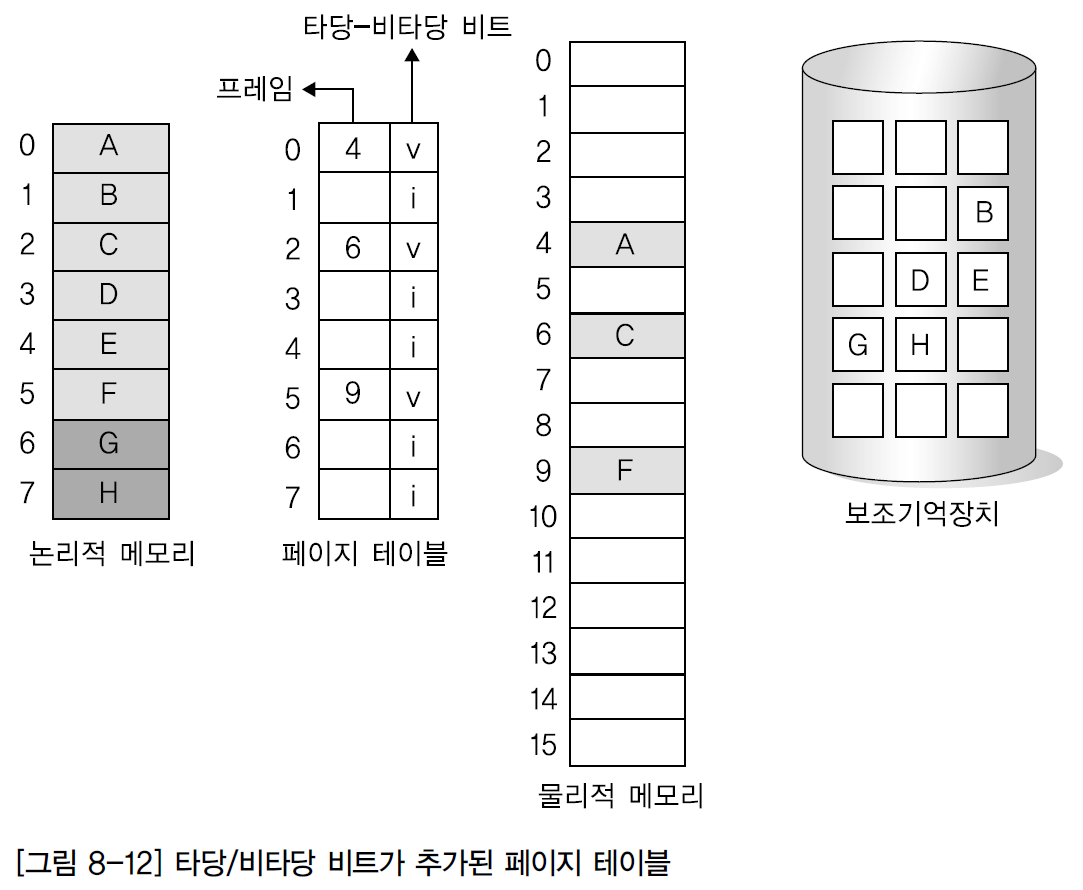 타당-비타당 비트
프레임
0 A
1 B
2 C
3 D
4 E
5 F
6 G
7 H
논리적 메모리
0 4 v
1 i
2 6 v
3 i
4 i
5 9 v
6 i
7 i
페이지 테이블
0
1
2
3
4 A
5
6 C
7
8
9 F
10
11
12
13
14
15
물리적 메모리
B
D E
G H
보조기억장치
[그림 8-12] 타당/비타당 비트가 추가된 페이지 테이블